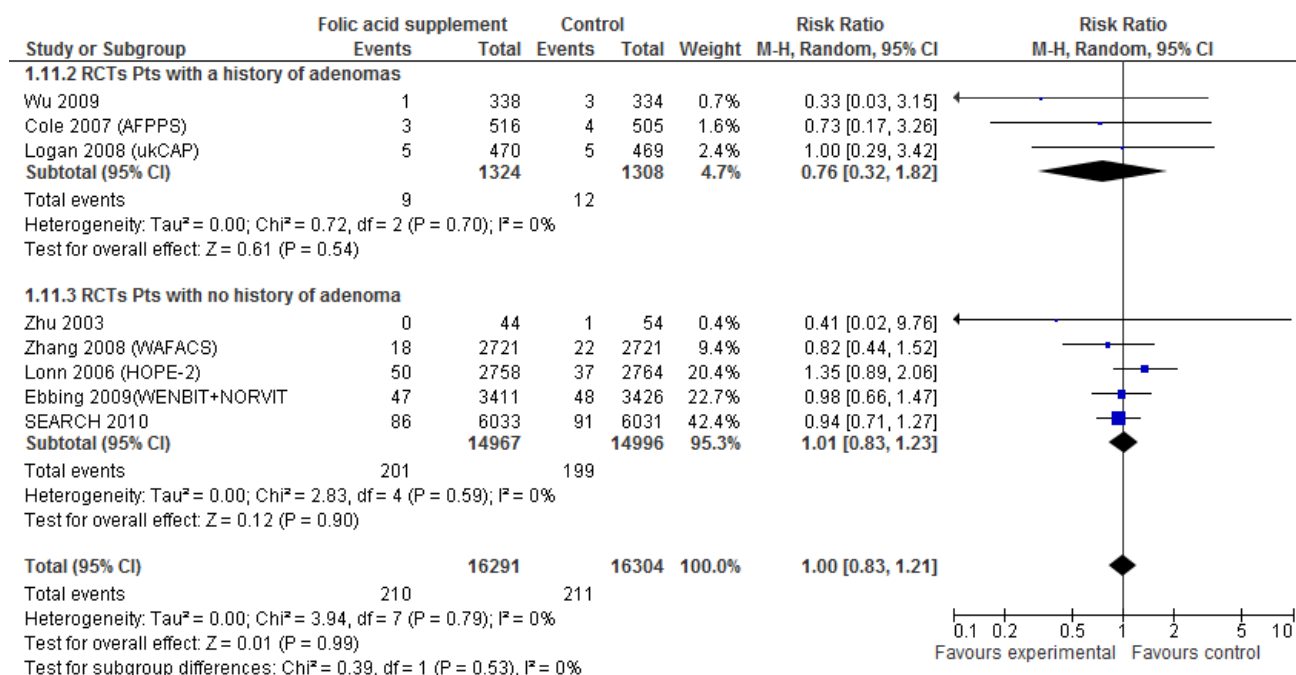 Folic acid supplement Control Risk Ratio Risk Ratio
Study or Subgroup Events Total Events Total Weight M-H, Random, 95% CI M-H, Random, 95% CI
1.11.2 RCTs Pts with a history of adenomas
Wu 2009 1 338 3 334 0.7% 0.33 [0.03, 3.15]
Cole 2007 (AFPPS) 3 516 4 505 1.6% 0.73 [0.17, 3.26]
Logan 2008 (ukCAP) 5 470 5 469 2.4% 1.00 [0.29, 3.42]
Subtotal (95% CI) 1324 1308 4.7% 0.76 [0.32, 1.82]
Total events 9 12
Heterogeneity: Tau² = 0.00; Chi² = 0.72, df = 2 (P = 0.70); I² = 0%
Test for overall effect: Z = 0.61 (P = 0.54)
1.11.3 RCTs Pts with no history of adenoma
Zhu 2003 0 44 1 54 0.4% 0.41 [0.02, 9.76]
Zhang 2008 (WAFACS) 18 2721 22 2721 9.4% 0.82 [0.44, 1.52]
Lonn 2006 (HOPE-2) 50 2758 37 2764 20.4% 1.35 [0.89, 2.06]
Ebbing 2009(WENBIT+NORVIT 47 3411 48 3426 22.7% 0.98 [0.66, 1.47]
SEARCH 2010 86 6033 91 6031 42.4% 0.94 [0.71, 1.27]
Subtotal (95% CI) 14967 14996 95.3% 1.01 [0.83, 1.23]
Total events 201 199
Heterogeneity: Tau² = 0.00; Chi² = 2.83, df = 4 (P = 0.59); I² = 0%
Test for overall effect: Z = 0.12 (P = 0.90)
Total (95% CI) 16291 16304 100.0% 1.00 [0.83, 1.21]
Total events 210 211
Heterogeneity: Tau² = 0.00; Chi² = 3.94, df = 7 (P = 0.79); I² = 0%
Test for overall effect: Z = 0.01 (P = 0.99)
Test for subgroup differences: Chi² = 0.39, df = 1 (P = 0.53), I² = 0%
0.1 0.2 0.5 1 2 5 10
Favours experimental Favours control